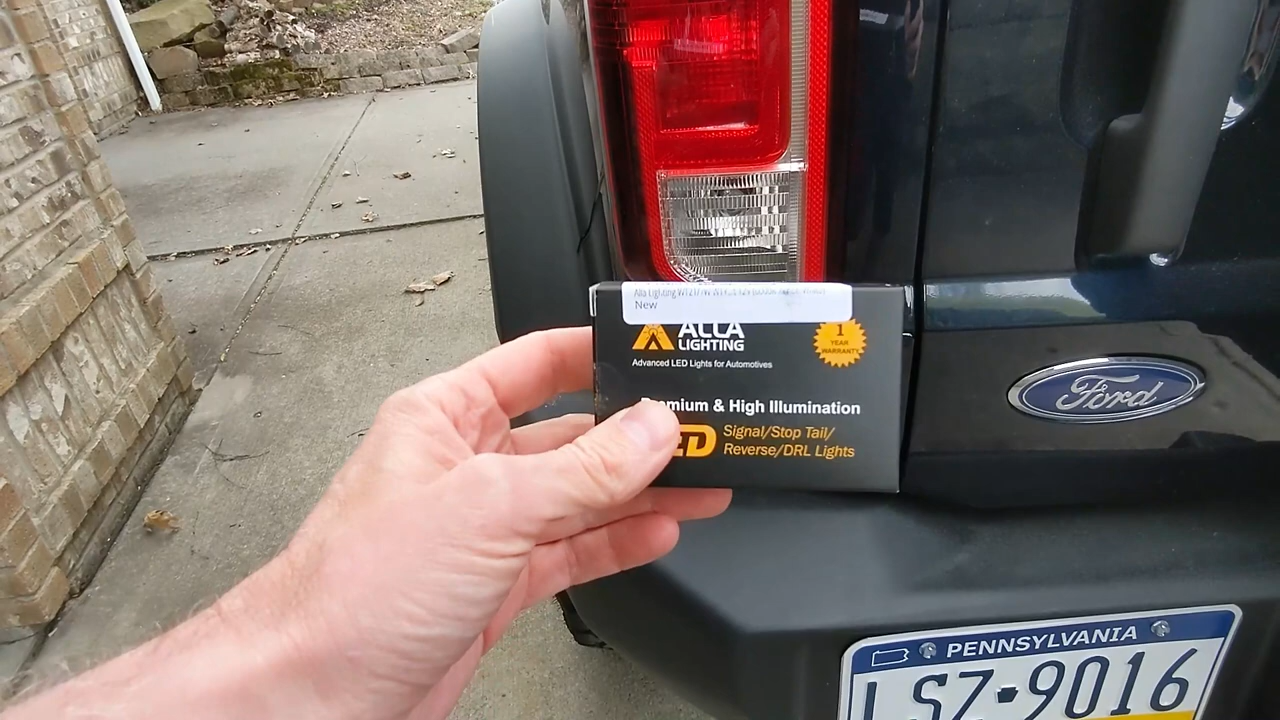 New
ALLA
LIGHTING
Advanced LED Lights for Automotives
1
YEAR
WARRANTY
& High Illumination
Signal/Stop Tail/
Reverse/DRL Lights
Ford
PENNSYLVANIA
LSZ 9016